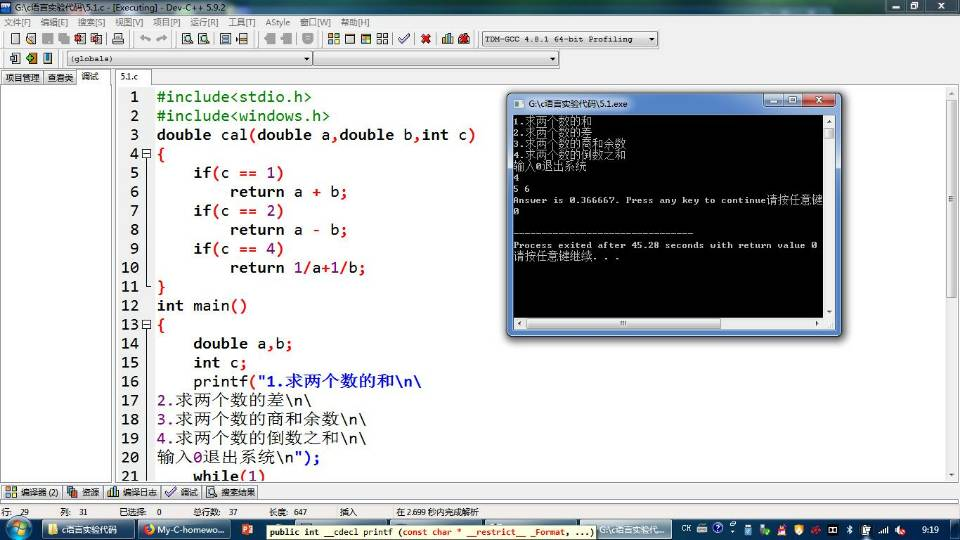 G:\c语言实验代码\5.1.c - [Executing] - Dev-C++ 5.9.2
文件[F] 编辑[E] 搜索[S] 视图[V] 项目[P] 运行[R] 工具[T] AStyle 窗口[W] 帮助[H]
TDM-GCC 4.8.1 64-bit Profiling
(globals)
项目管理 查看类 调试 5.1.c
1 #include<stdio.h>
2 #include<windows.h>
3 double cal(double a,double b,int c)
4 {
5 if(c == 1)
6 return a + b;
7 if(c == 2)
8 return a - b;
9 if(c == 4)
10 return 1/a+1/b;
11 }
12 int main()
13 {
14 double a,b;
15 int c;
16 printf("1.求两个数的和\n\
17 2.求两个数的差\n\
18 3.求两个数的商和余数\n\
19 4.求两个数的倒数之和\n\
20 输入0退出系统\n");
21 while(1)
G:\c语言实验代码\5.1.exe
1.求两个数的和
2.求两个数的差
3.求两个数的商和余数
4.求两个数的倒数之和
输入0退出系统
4
5 6
Answer is 0.366667. Press any key to continue请按任意键
0
--------------------------------
Process exited after 45.20 seconds with return value 0
请按任意键继续. . .
编译器 (2) 资源 编译日志 调试 搜索结果
行: 29 列: 31 已选择: 0 总行数: 37 长度: 647 插入 在 2.699 秒内完成解析
c语言实验代码 My-C-homewo... G:\c语言实验代... CH 9:19
public int __cdecl printf (const char * __restrict__ _Format, ...)